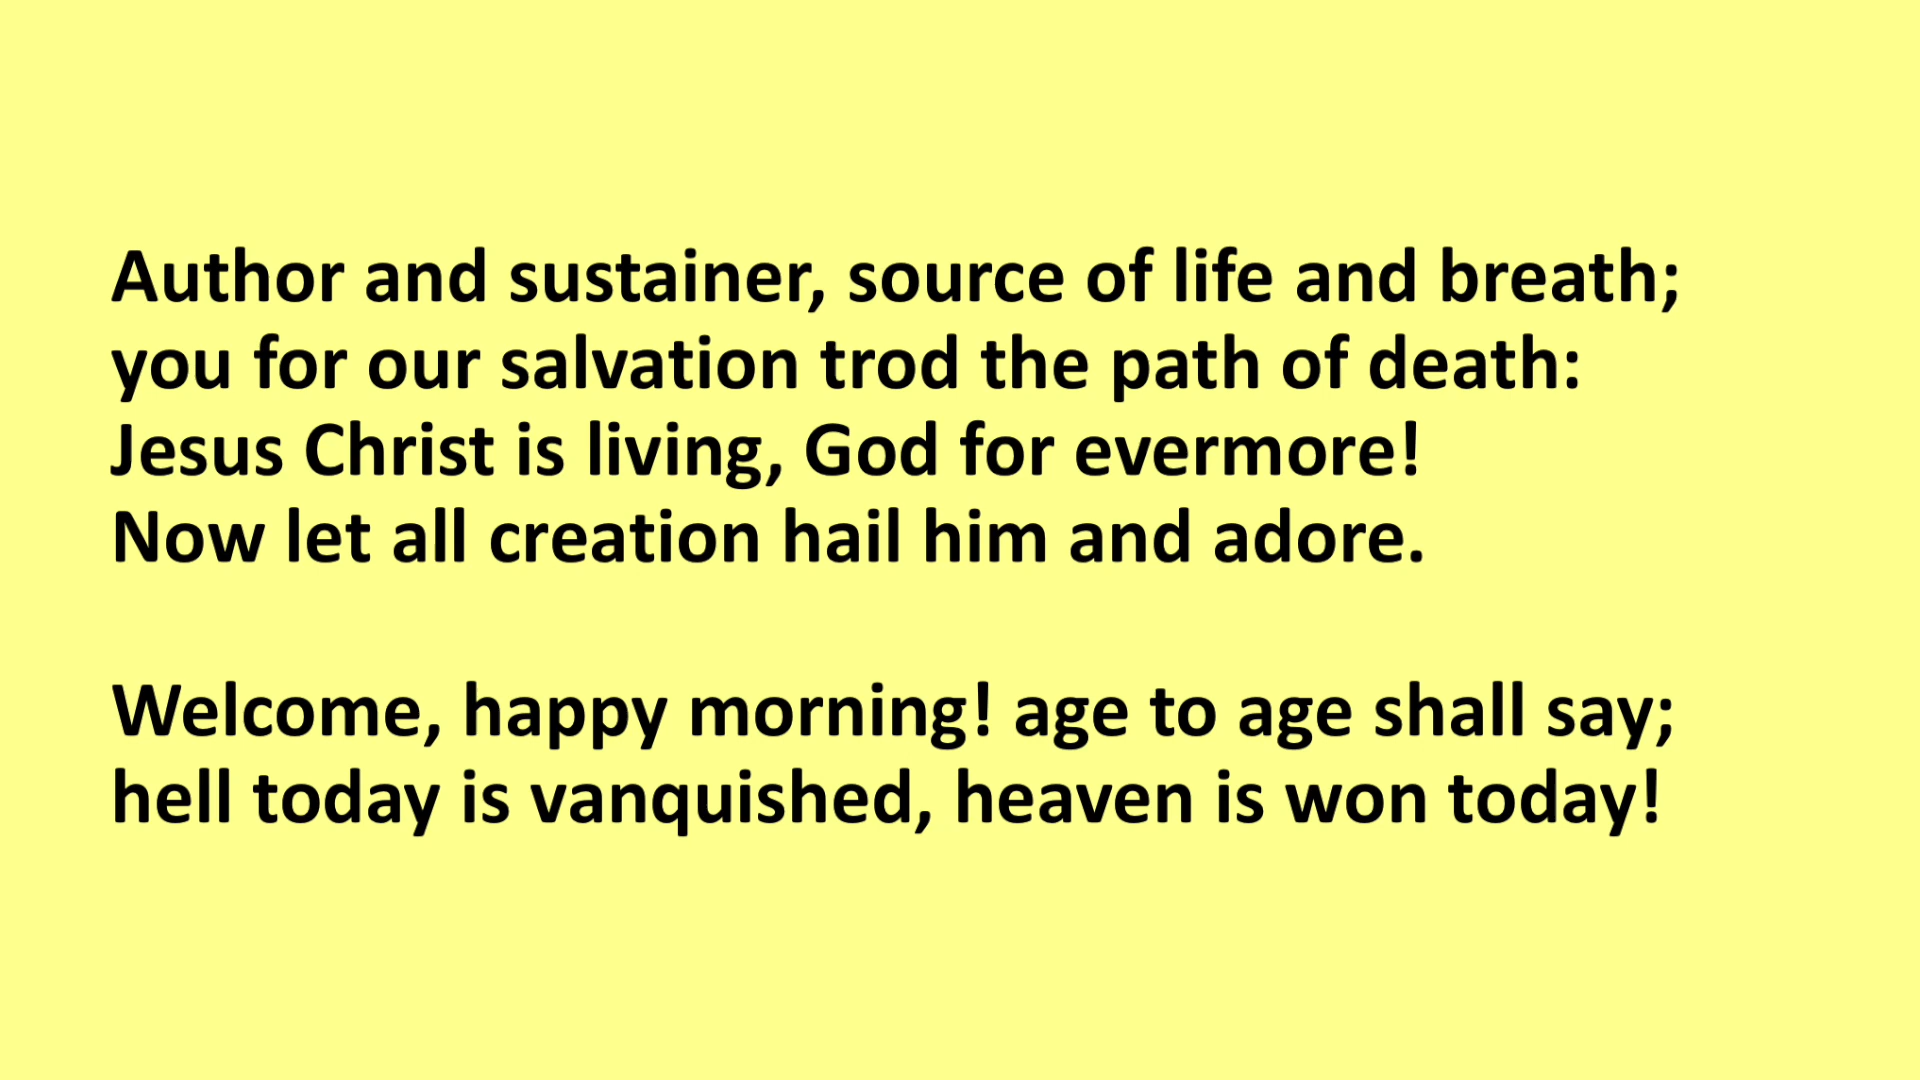 Author and sustainer, source of life and breath;
you for our salvation trod the path of death:
Jesus Christ is living, God for evermore!
Now let all creation hail him and adore.
Welcome, happy morning! age to age shall say;
hell today is vanquished, heaven is won today!